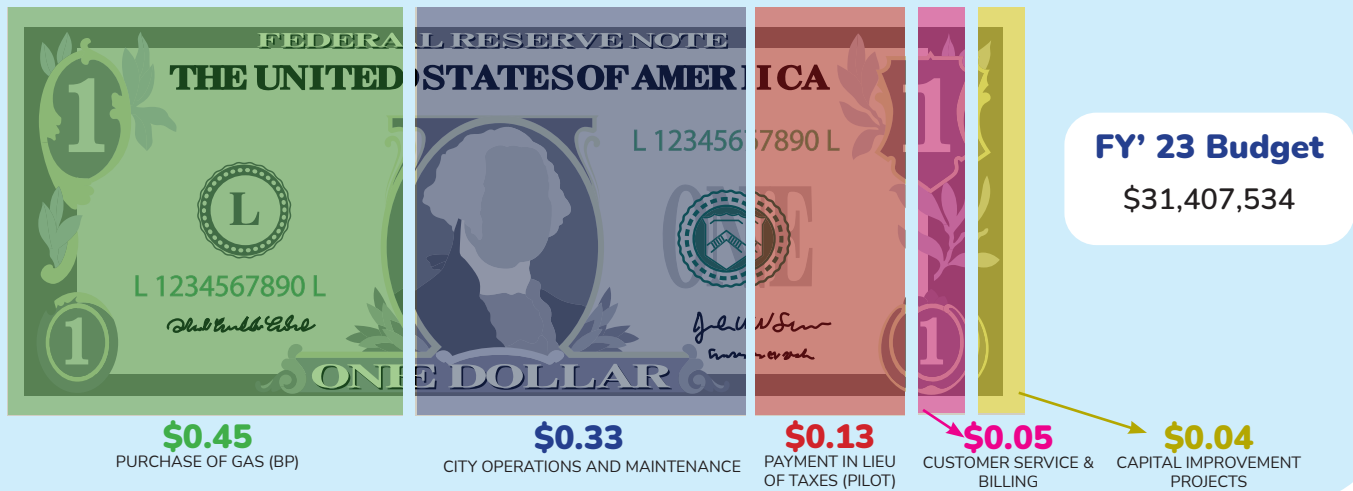 FEDERAL RESERVE NOTE
THE UNITED STATES OF AMERICA
1
1
L 1234567890 L
L
ONE
L 1234567890 L
1
1
ONE DOLLAR
FY' 23 Budget
$31,407,534
$0.45
PURCHASE OF GAS (BP)
$0.33
CITY OPERATIONS AND MAINTENANCE
$0.13
PAYMENT IN LIEU
OF TAXES (PILOT)
$0.05
CUSTOMER SERVICE &
BILLING
$0.04
CAPITAL IMPROVEMENT
PROJECTS